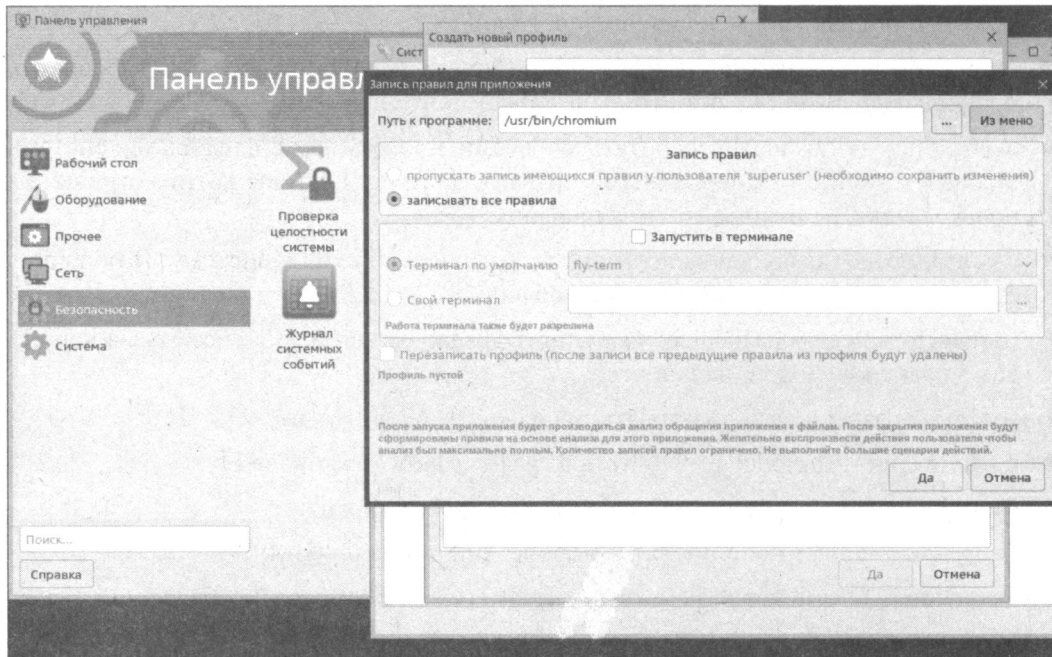 Панель управления
Панель управл
Рабочий стол
Оборудование
Прочее
Сеть
Безопасность
Система
Проверка
целостности
системы
Журнал
системных
событий
Поиск...
Справка
Сист
Создать новый профиль
Запись правил для приложения
Путь к программе:
/usr/bin/chromium
...
Из меню
Запись правил
пропускать запись имеющихся правил у пользователя 'superuser' (необходимо сохранить изменения)
записывать все правила
Запустить в терминале
Терминал по умолчанию
fly-term
Свой терминал
...
Работа терминала также будет разрешена
Перезаписать профиль (после записи все предыдущие правила из профиля будут удалены)
Профиль пустой
После запуска приложения будет производиться анализ обращения приложения к файлам. После закрытия приложения будут
сформированы правила на основе анализа для этого приложения. Желательно воспроизвести действия пользователя чтобы
анализ был максимально полным. Количество записей правил ограничено. Не выполняйте большие сценарии действий.
Да
Отмена
Да
Отмена